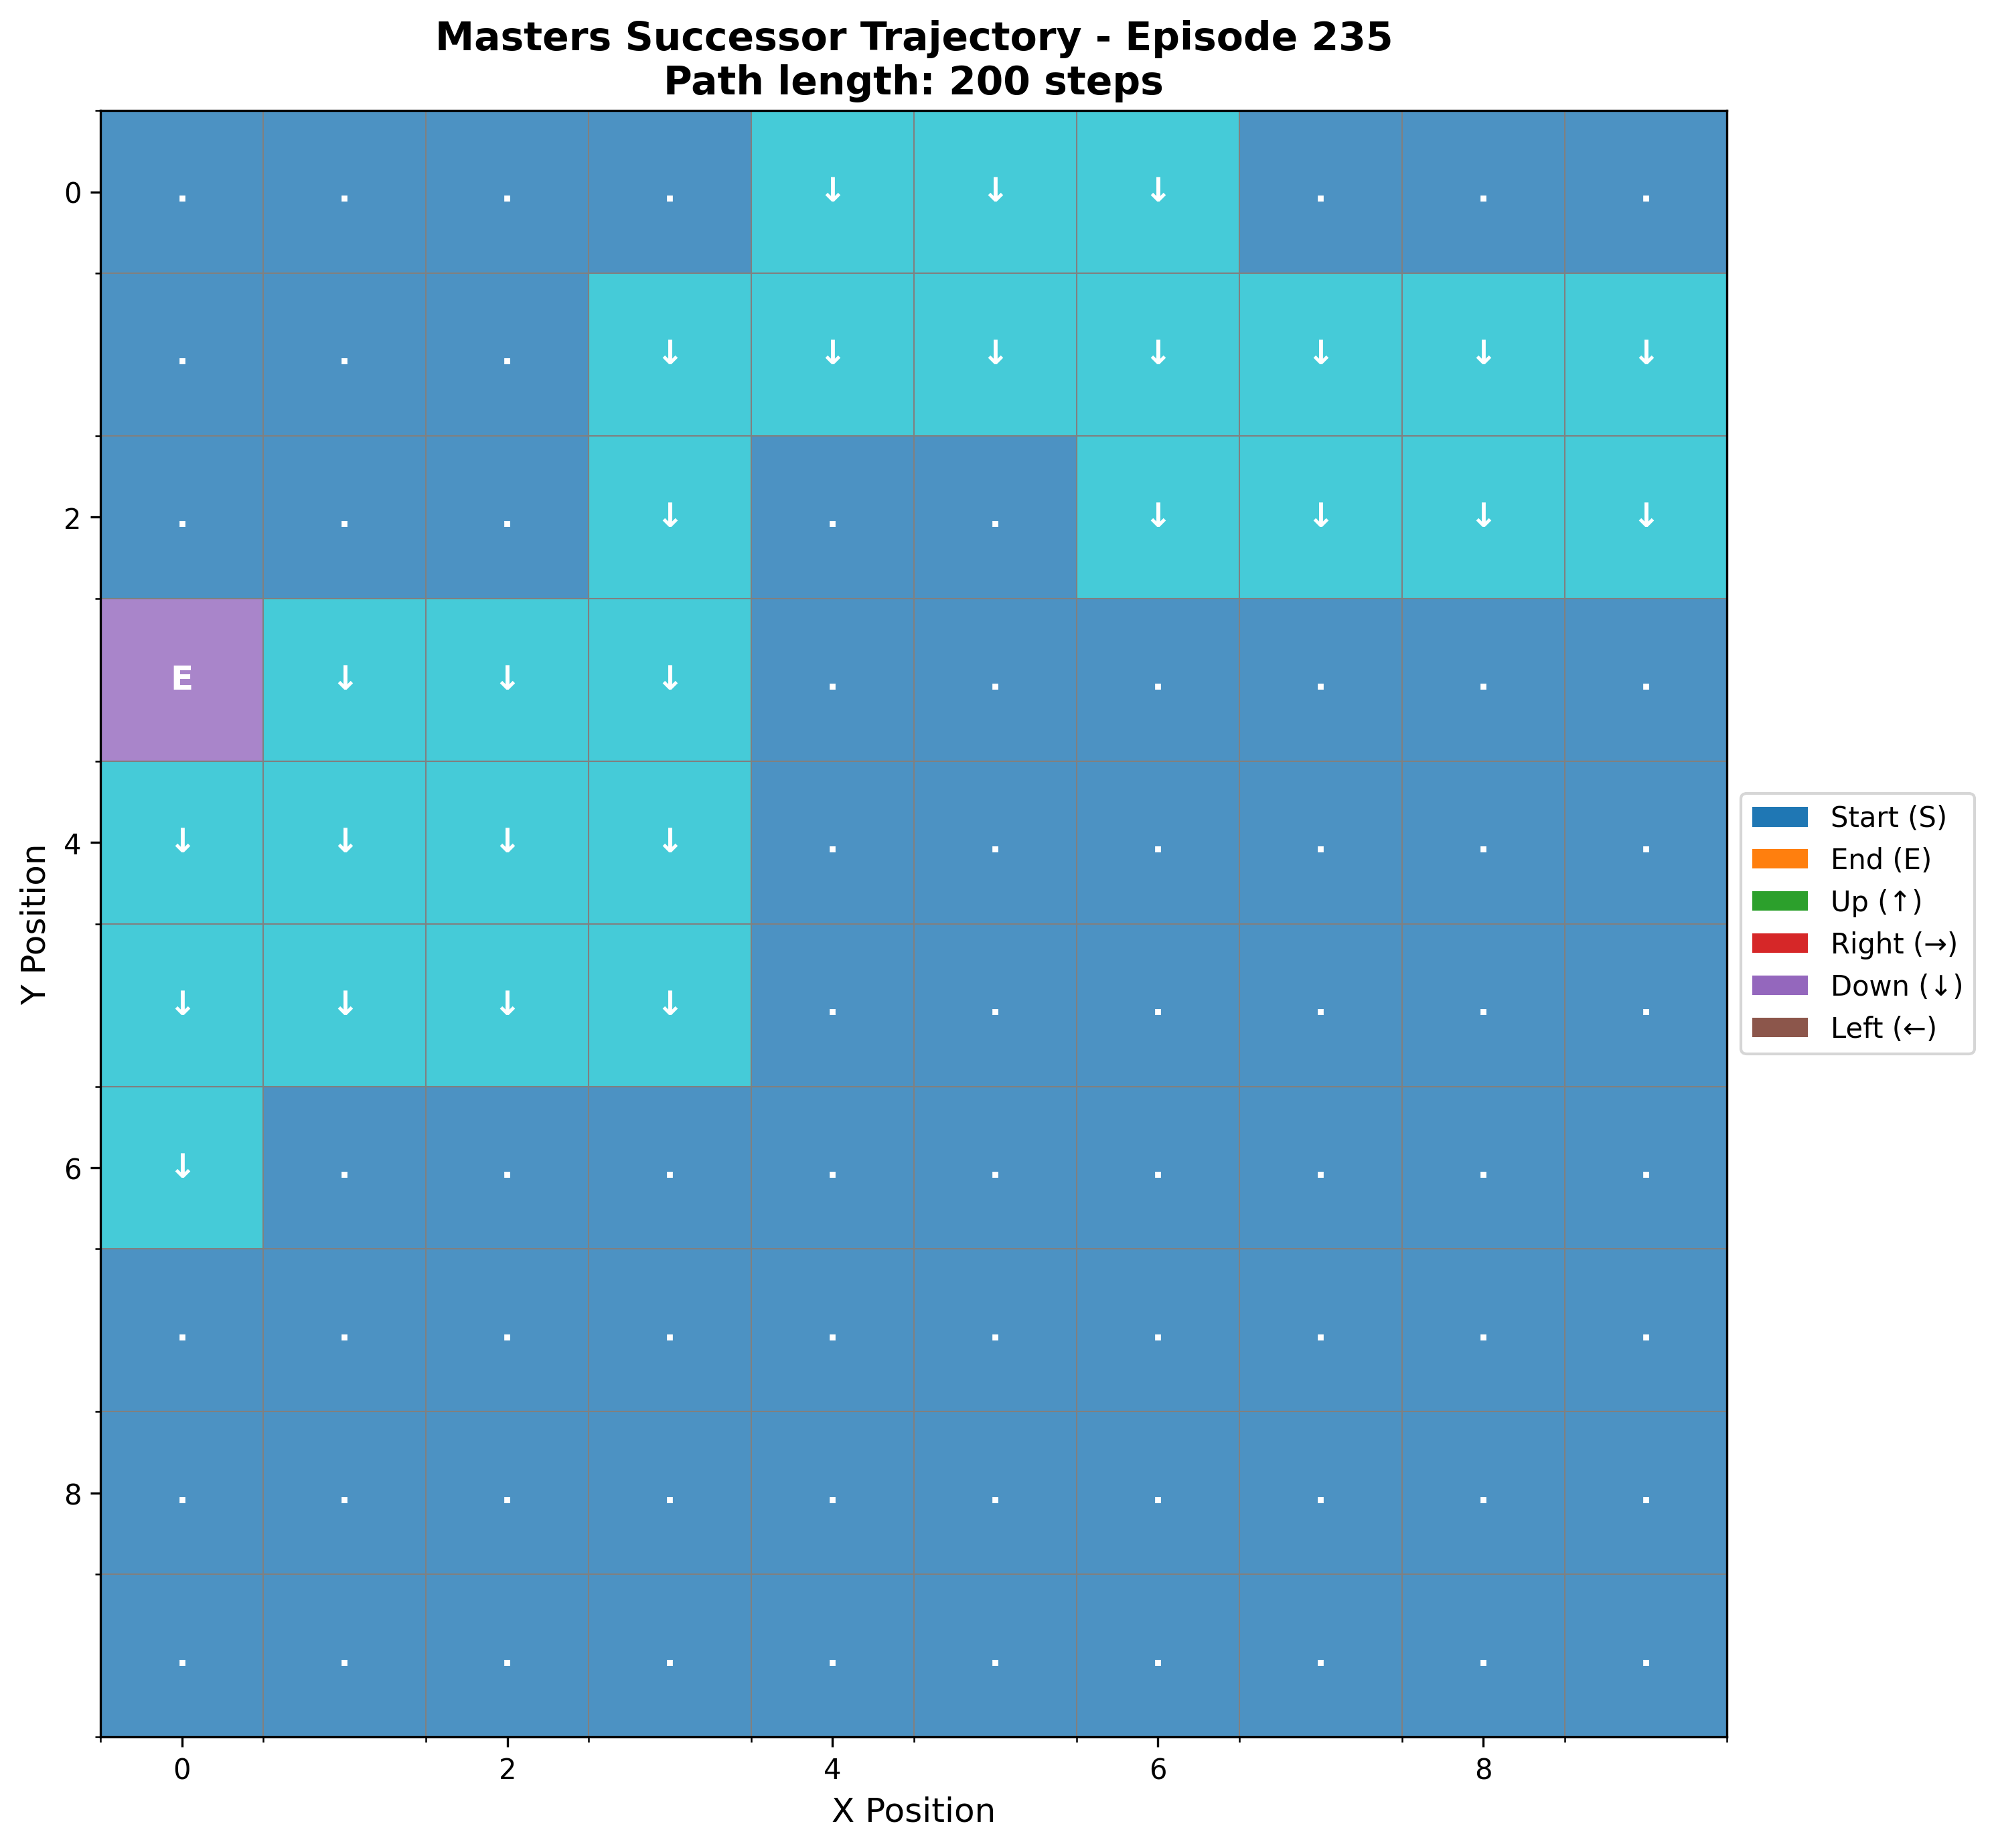 Masters Successor Trajectory - Episode 235
Path length: 200 steps
0 . . . . ↓ ↓ ↓ . . .
. . . ↓ ↓ ↓ ↓ ↓ ↓ ↓
2 . . . ↓ . . ↓ ↓ ↓ ↓
E ↓ ↓ ↓ . . . . . .
4 ↓ ↓ ↓ ↓ . . . . . .
↓ ↓ ↓ ↓ . . . . . .
6 ↓ . . . . . . . . .
. . . . . . . . . .
8 . . . . . . . . . .
. . . . . . . . . .
0 2 4 6 8
X Position
Y Position
Start (S)
End (E)
Up (↑)
Right (→)
Down (↓)
Left (←)